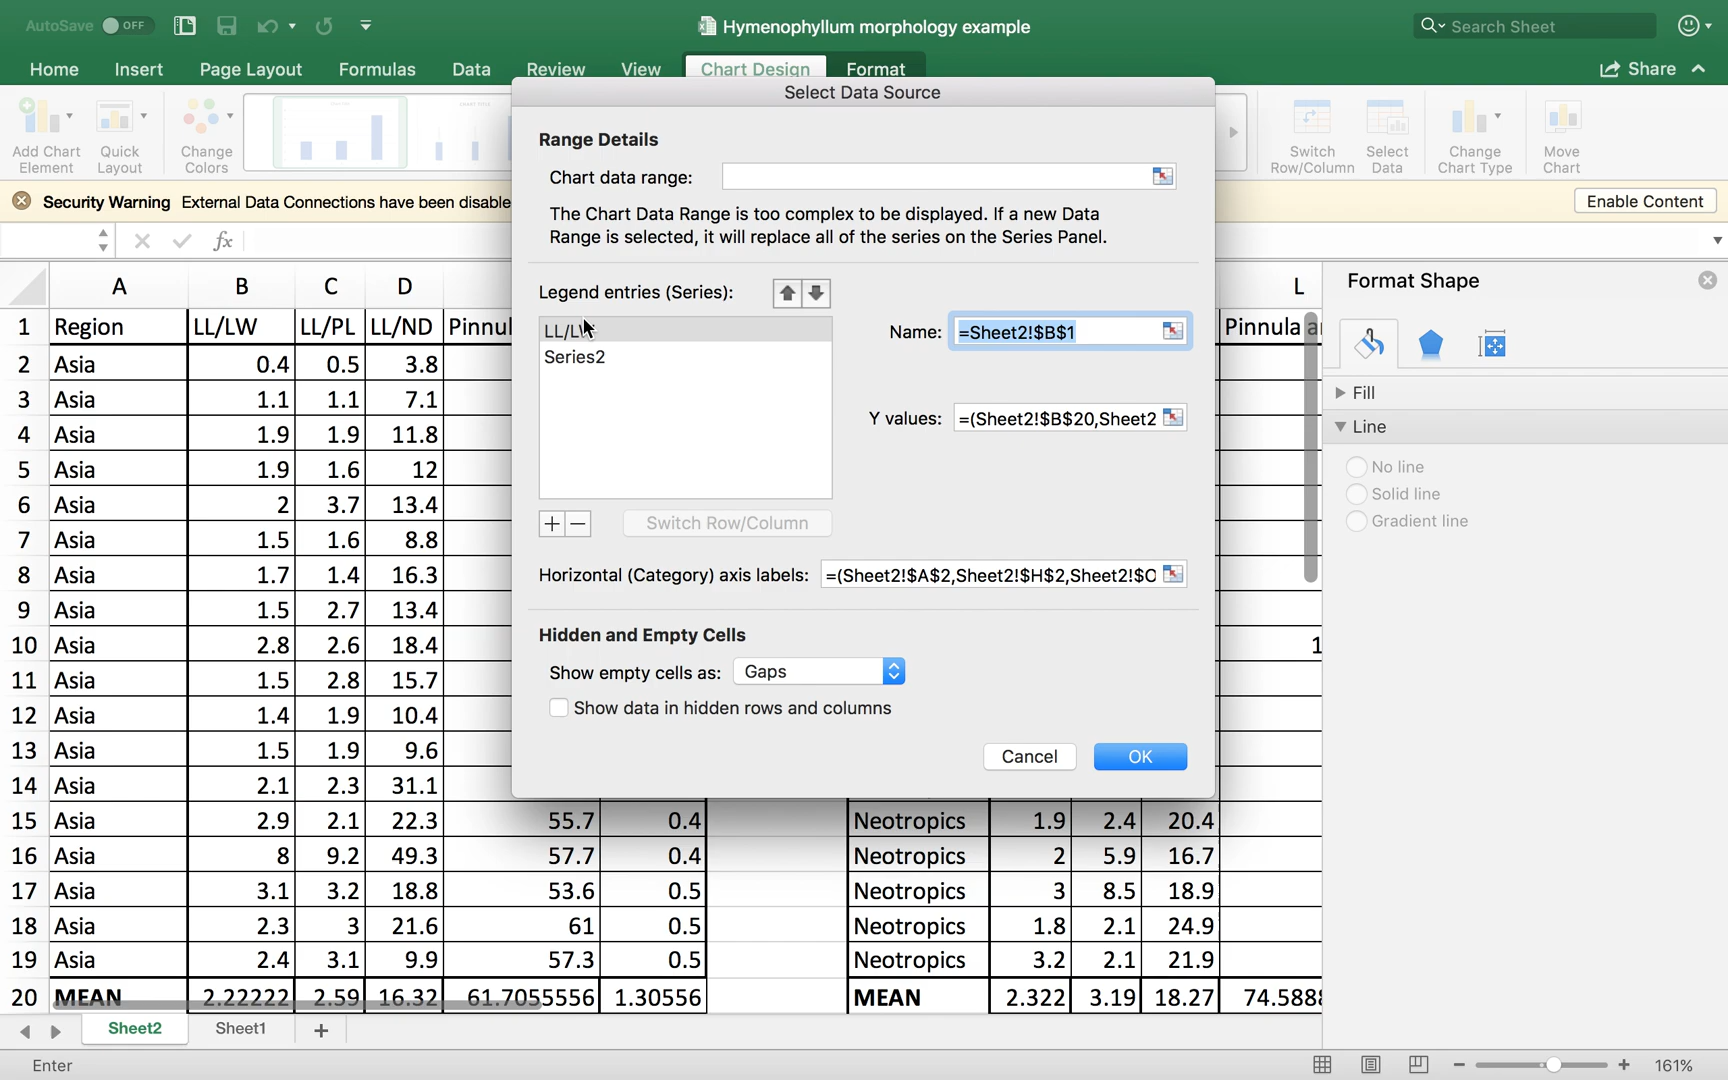 AutoSave OFF
Hymenophyllum morphology example
Search Sheet
Home Insert Page Layout Formulas Data Review View Chart Design Format Share
Add Chart Element
Quick Layout
Change Colors
Switch Row/Column
Select Data
Change Chart Type
Move Chart
Security Warning External Data Connections have been disable
Enable Content
fx
Select Data Source
Range Details
Chart data range:
The Chart Data Range is too complex to be displayed. If a new Data
Range is selected, it will replace all of the series on the Series Panel.
Legend entries (Series):
Series2
Name: =Sheet2!$B$1
Y values: =(Sheet2!$B$20,Sheet2
Switch Row/Column
Horizontal (Category) axis labels: =(Sheet2!$A$2,Sheet2!$H$2,Sheet2!$O
Hidden and Empty Cells
Show empty cells as: Gaps
Show data in hidden rows and columns
Cancel OK
Format Shape
Fill
Line
No line
Solid line
Gradient line
A B C D L
1 Region LL/LW LL/PL LL/ND Pinnul Pinnula
2 Asia 0.4 0.5 3.8
3 Asia 1.1 1.1 7.1
4 Asia 1.9 1.9 11.8
5 Asia 1.9 1.6 12
6 Asia 2 3.7 13.4
7 Asia 1.5 1.6 8.8
8 Asia 1.7 1.4 16.3
9 Asia 1.5 2.7 13.4
10 Asia 2.8 2.6 18.4 1
11 Asia 1.5 2.8 15.7
12 Asia 1.4 1.9 10.4
13 Asia 1.5 1.9 9.6
14 Asia 2.1 2.3 31.1
15 Asia 2.9 2.1 22.3 55.7 0.4 Neotropics 1.9 2.4 20.4
16 Asia 8 9.2 49.3 57.7 0.4 Neotropics 2 5.9 16.7
17 Asia 3.1 3.2 18.8 53.6 0.5 Neotropics 3 8.5 18.9
18 Asia 2.3 3 21.6 61 0.5 Neotropics 1.8 2.1 24.9
19 Asia 2.4 3.1 9.9 57.3 0.5 Neotropics 3.2 2.1 21.9
20 MEAN 2.22222 2.59 16.32 61.7055556 1.30556 MEAN 2.322 3.19 18.27 74.588
Sheet2 Sheet1 +
Enter 161%